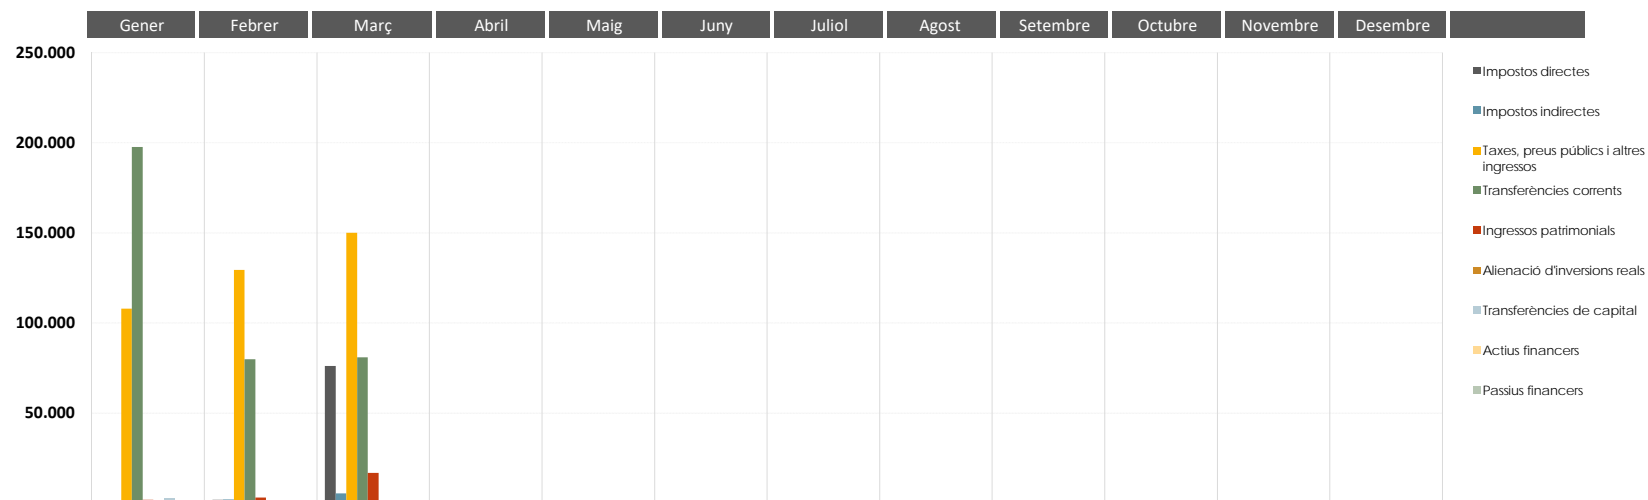 Gener Febrer Març Abril Maig Juny Juliol Agost Setembre Octubre Novembre Desembre
250.000
200.000
150.000
100.000
50.000
Impostos directes
Impostos indirectes
Taxes, preus públics i altres
ingressos
Transferències corrents
Ingressos patrimonials
Alienació d'inversions reals
Transferències de capital
Actius financers
Passius financers